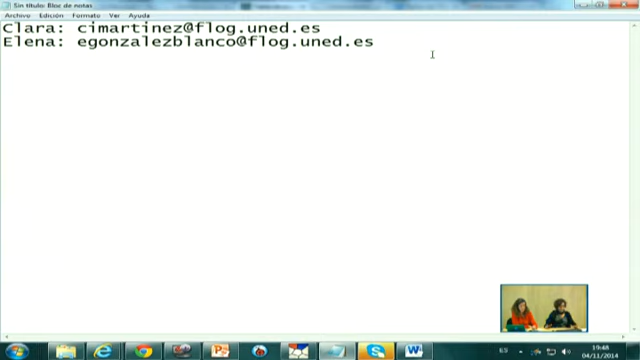 Sin título: Bloc de notas
Archivo Edición Formato Ver Ayuda
Clara: cimartinez@flog.uned.es
Elena: egonzalezblanco@flog.uned.es
ES
19:48
04/11/2014